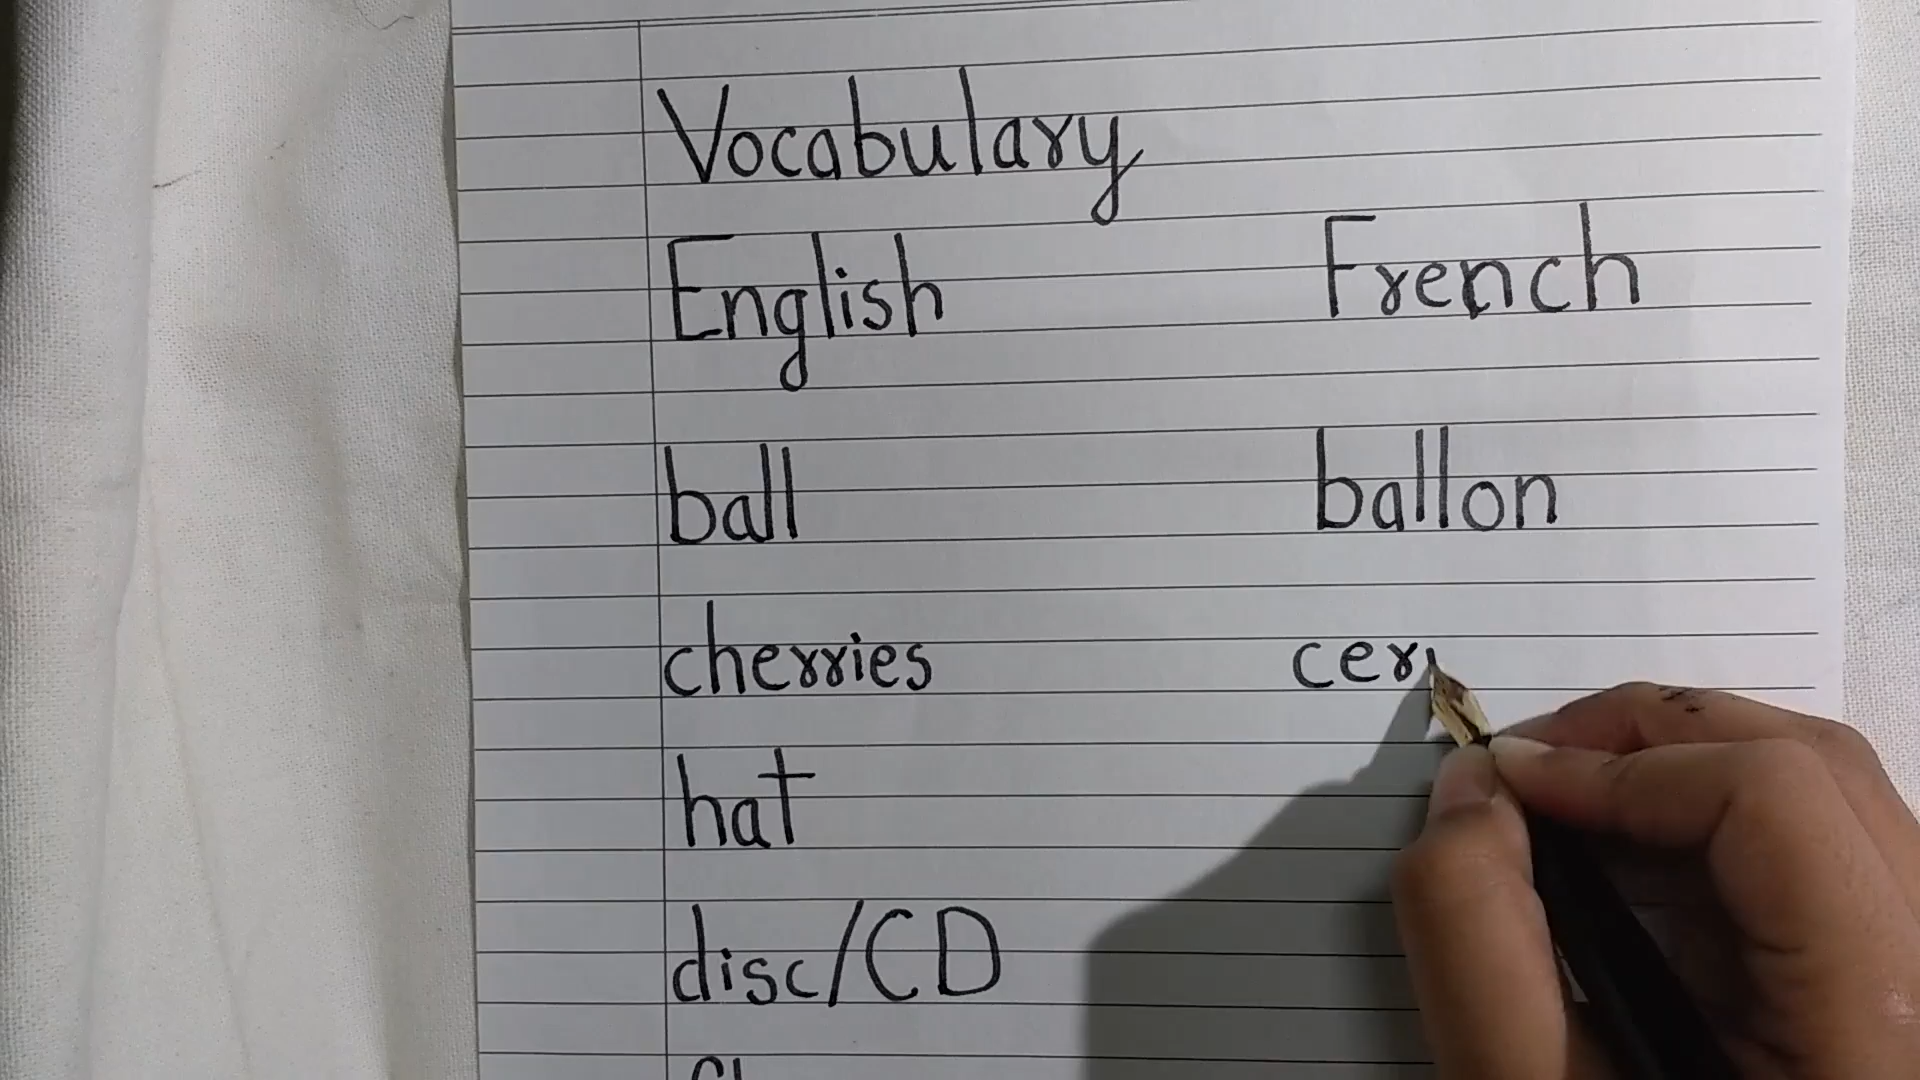 Vocabulary
English French
ball ballon
cherries cer
hat
disc/CD